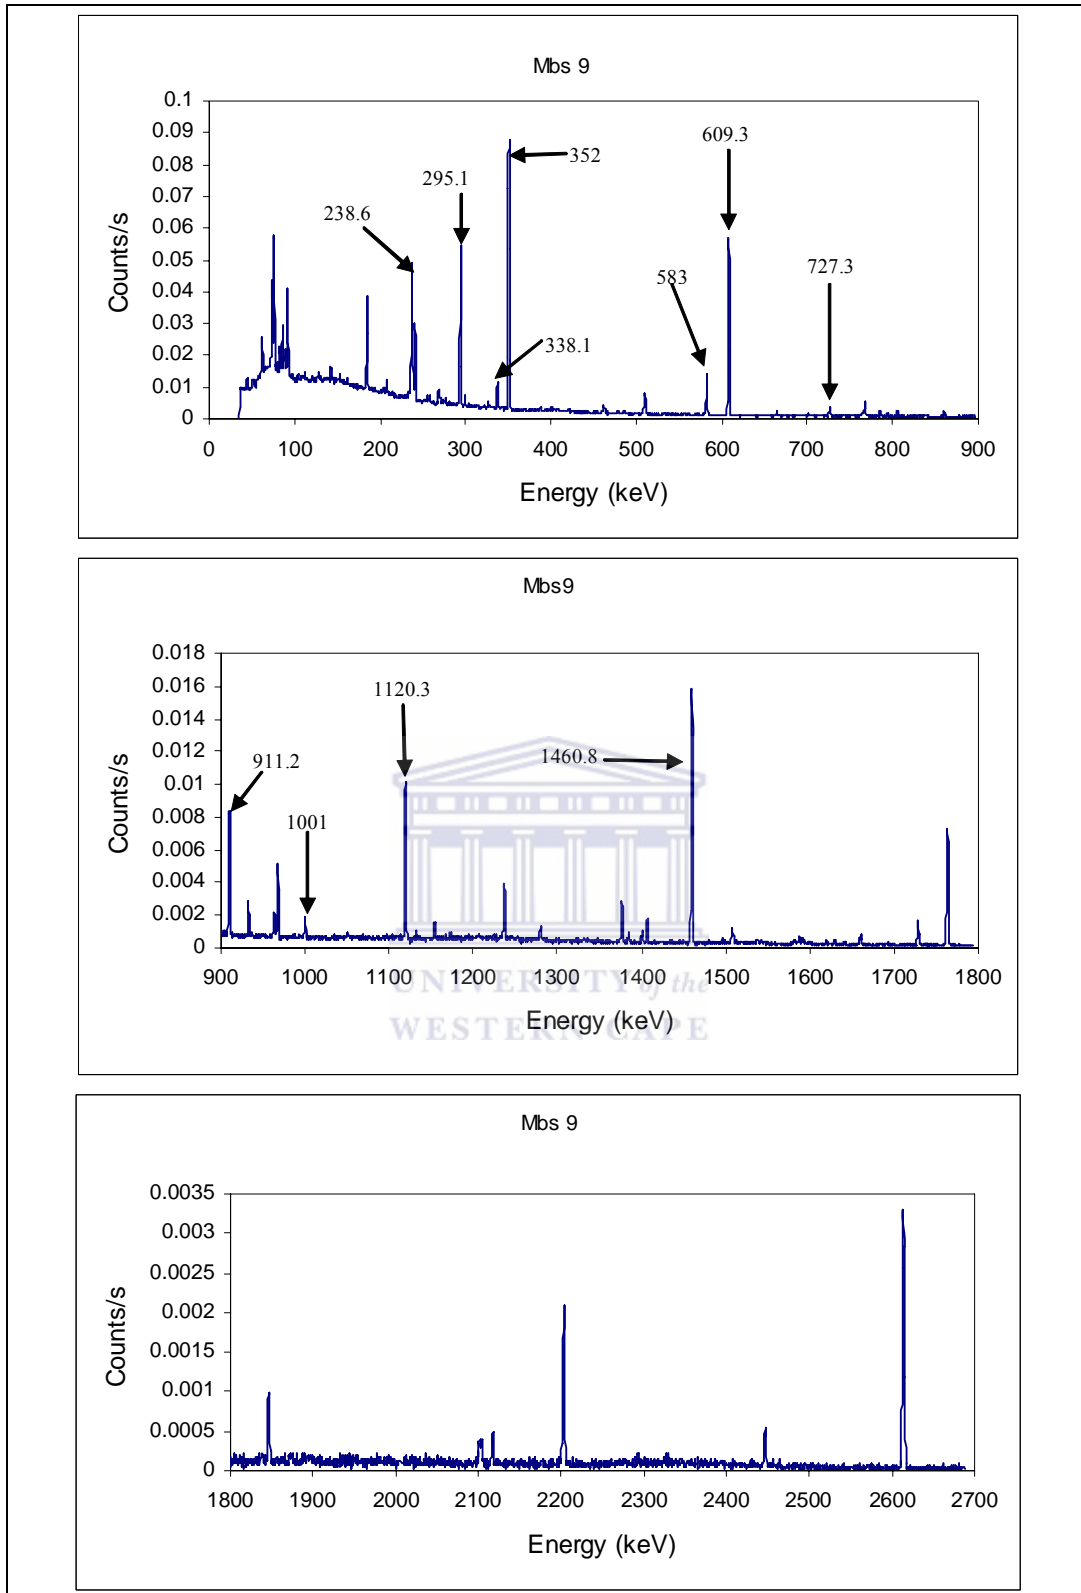 Mbs 9
0.1
0.09
0.08
0.07
0.06
0.05
0.04
0.03
0.02
0.01
0
Counts/s
238.6
295.1
338.1
352
583
609.3
727.3
0 100 200 300 400 500 600 700 800 900
Energy (keV)
Mbs9
0.018
0.016
0.014
0.012
0.01
0.008
0.006
0.004
0.002
0
Counts/s
911.2
1001
1120.3
1460.8
900 1000 1100 1200 1300 1400 1500 1600 1700 1800
UNIVERSITY of the
Energy (keV)
WESTERN CAPE
Mbs 9
0.0035
0.003
0.0025
0.002
0.0015
0.001
0.0005
0
Counts/s
1800 1900 2000 2100 2200 2300 2400 2500 2600 2700
Energy (keV)